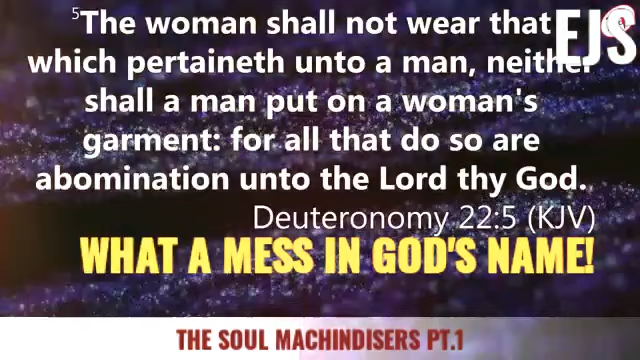 5The woman shall not wear that
which pertaineth unto a man, neither
shall a man put on a woman's
garment: for all that do so are
abomination unto the Lord thy God.
Deuteronomy 22:5 (KJV)
WHAT A MESS IN GOD'S NAME!
THE SOUL MACHINDISERS PT.1
EJS